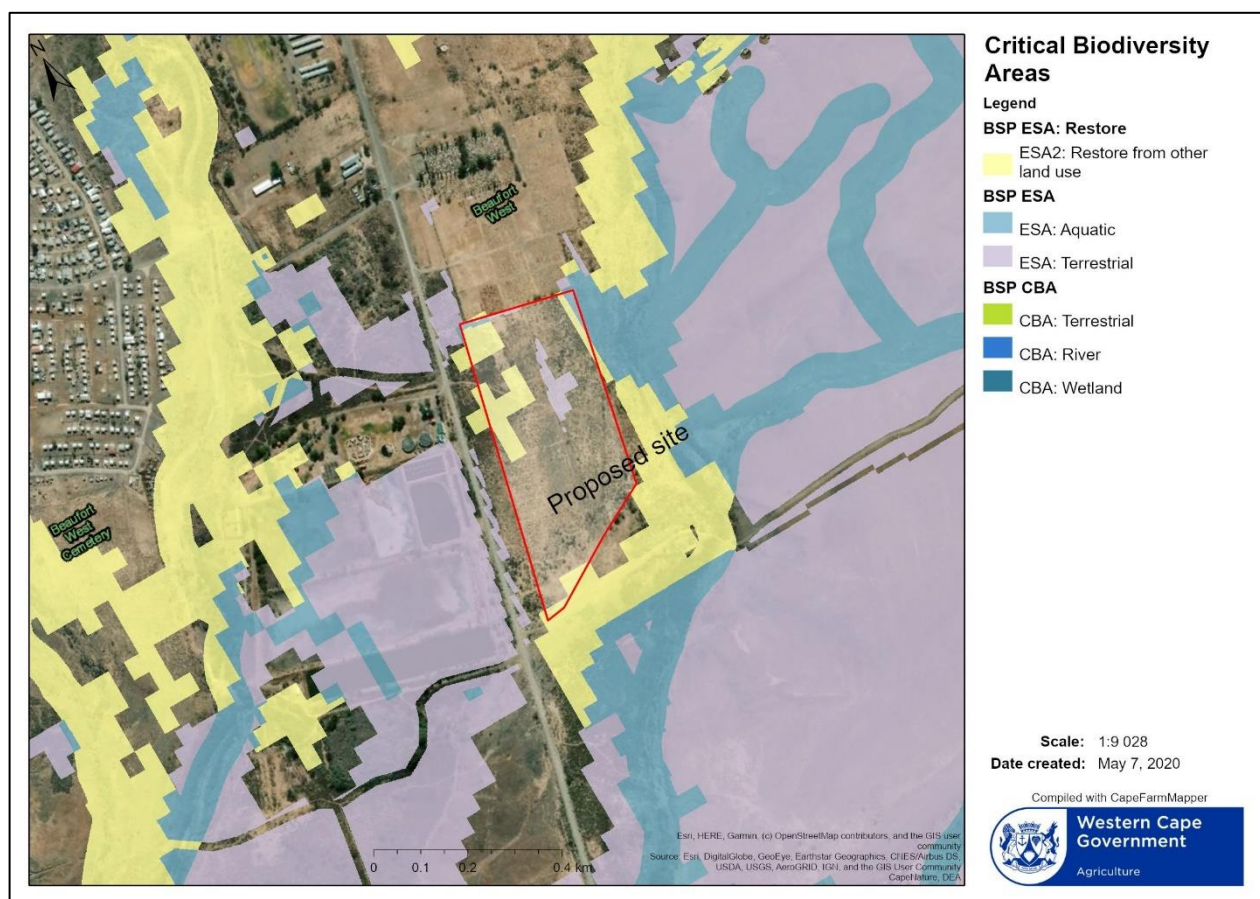 N
Beaufort
West
Proposed site
Beaufort
West
Cemetery
0 0.1 0.2 0.4 km
Esri, HERE, Garmin, (c) OpenStreetMap contributors, and the GIS user
community
Source: Esri, DigitalGlobe, GeoEye, Earthstar Geographics, CNES/Airbus DS,
USDA, USGS, AeroGRID, IGN, and the GIS User Community
CapeNature, DEA
Critical Biodiversity
Areas
Legend
BSP ESA: Restore
ESA2: Restore from other
land use
BSP ESA
ESA: Aquatic
ESA: Terrestrial
BSP CBA
CBA: Terrestrial
CBA: River
CBA: Wetland
Scale: 1:9 028
Date created: May 7, 2020
Compiled with CapeFarmMapper
Western Cape
Government
Agriculture